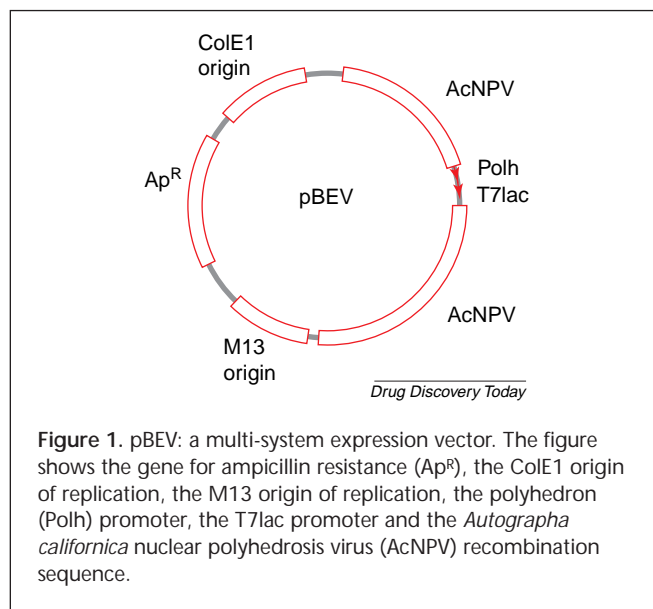 ColE1
origin
AcNPV
Polh
T7lac
Ap^R
pBEV
AcNPV
M13
origin
Drug Discovery Today
Figure 1. pBEV: a multi-system expression vector. The figure
shows the gene for ampicillin resistance (Ap^R), the ColE1 origin
of replication, the M13 origin of replication, the polyhedron
(Polh) promoter, the T7lac promoter and the Autographa
californica nuclear polyhedrosis virus (AcNPV) recombination
sequence.